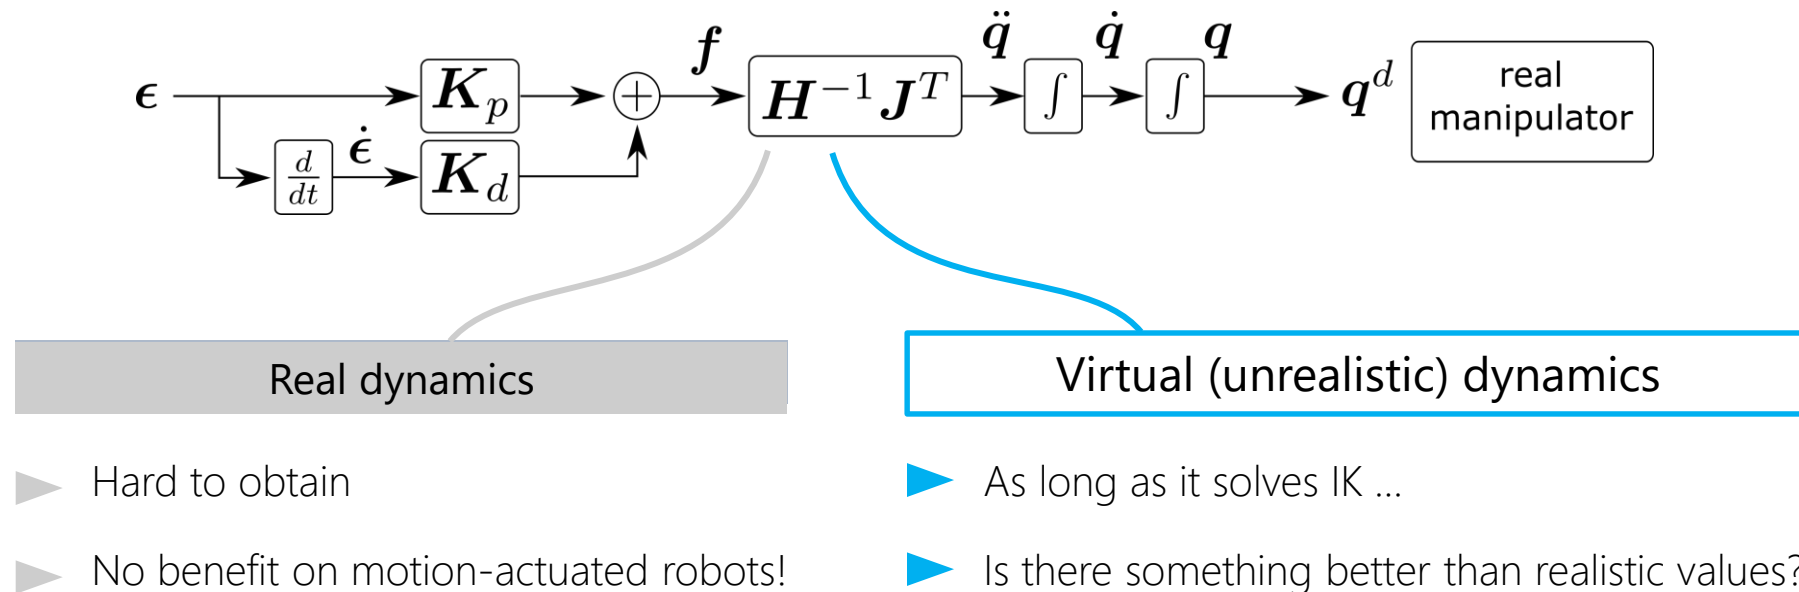 ϵ
K_p
+
f
H^{-1} J^T
q̈
∫
q̇
∫
q
q^d
real
manipulator
d/dt
ϵ̇
K_d
Real dynamics
Hard to obtain
No benefit on motion-actuated robots!
Virtual (unrealistic) dynamics
As long as it solves IK ...
Is there something better than realistic values?